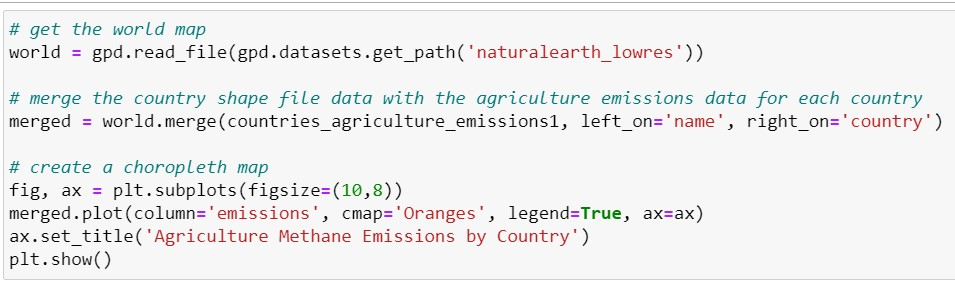 # get the world map
world = gpd.read_file(gpd.datasets.get_path('naturalearth_lowres'))
# merge the country shape file data with the agriculture emissions data for each country
merged = world.merge(countries_agriculture_emissions1, left_on='name', right_on='country')
# create a choropleth map
fig, ax = plt.subplots(figsize=(10,8))
merged.plot(column='emissions', cmap='Oranges', legend=True, ax=ax)
ax.set_title('Agriculture Methane Emissions by Country')
plt.show()